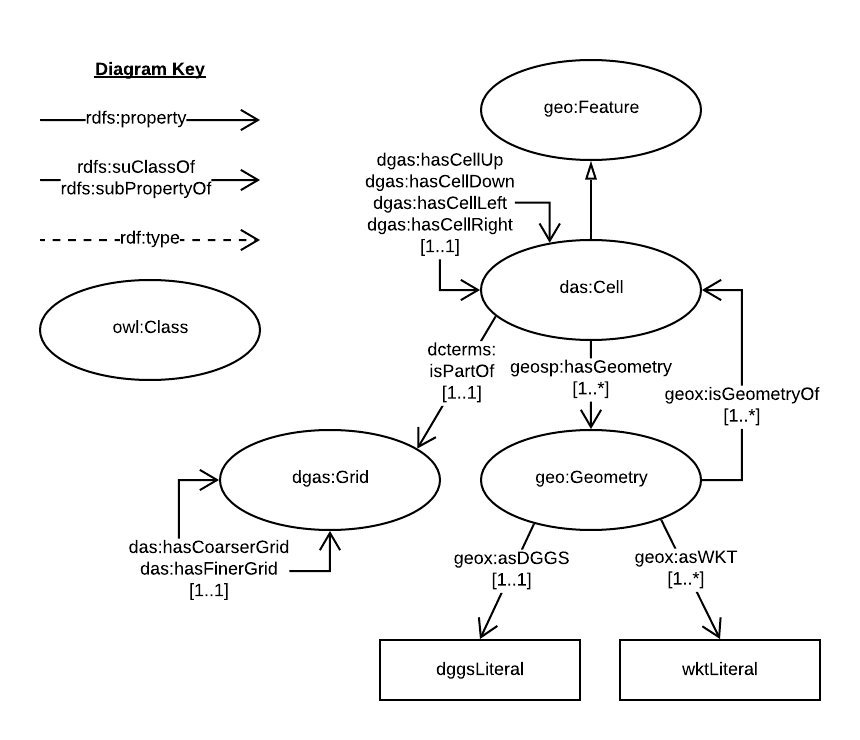 Diagram Key
rdfs:property
rdfs:suClassOf
rdfs:subPropertyOf
rdf:type
owl:Class
geo:Feature
dgas:hasCellUp
dgas:hasCellDown
dgas:hasCellLeft
dgas:hasCellRight
[1..1]
das:Cell
dcterms:
isPartOf
[1..1]
geosp:hasGeometry
[1..*]
geox:isGeometryOf
[1..*]
dgas:Grid
geo:Geometry
das:hasCoarserGrid
das:hasFinerGrid
[1..1]
geox:asDGGS
[1..1]
geox:asWKT
[1..*]
dggsLiteral
wktLiteral